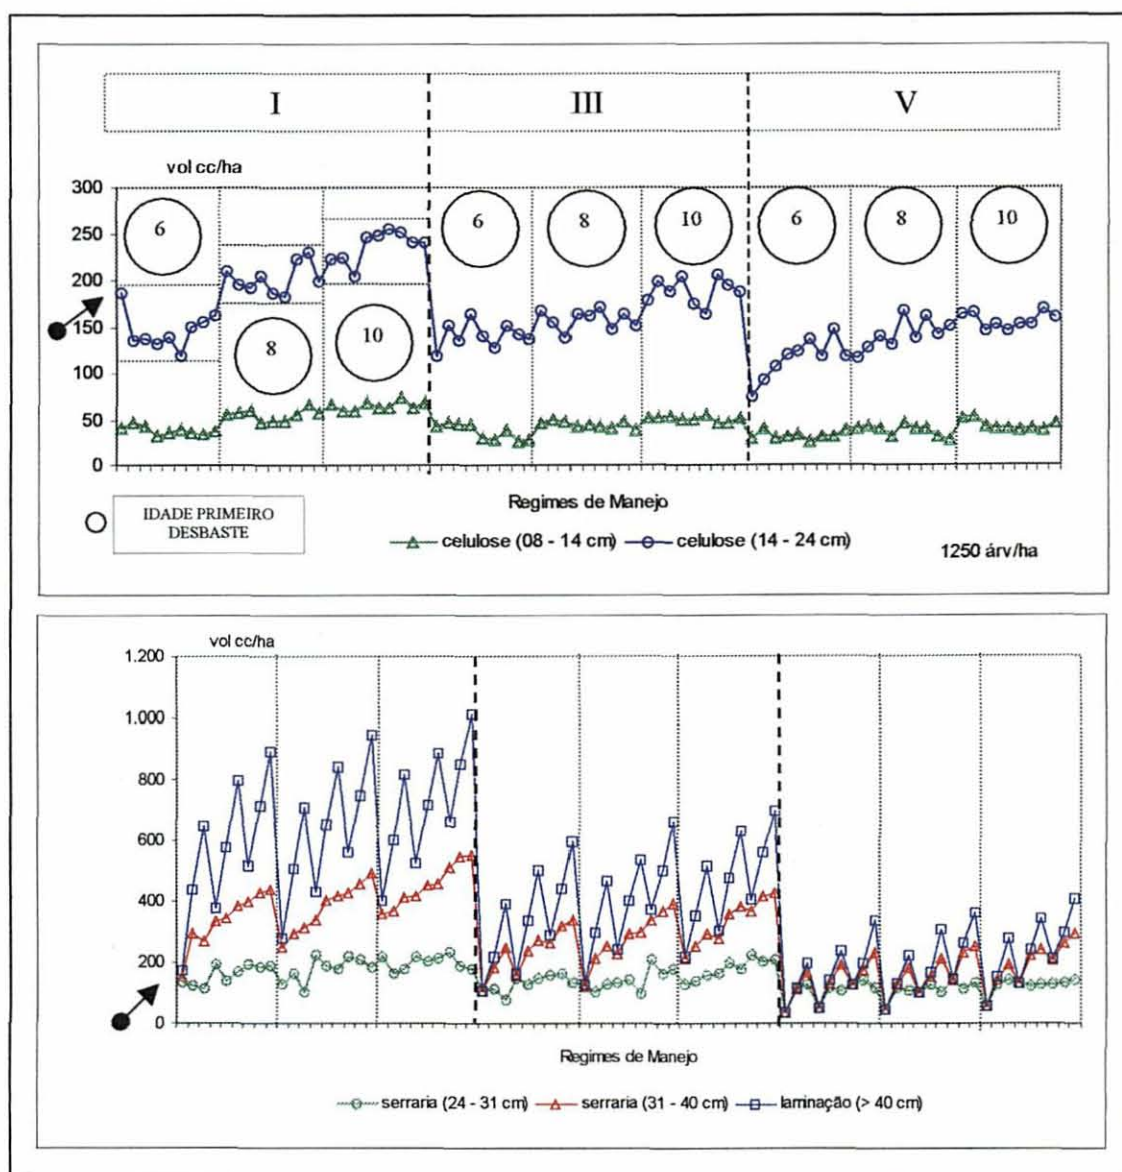 I III V
vol cc/ha
300
250
200
150
100
50
0
6
8
10
6 8 10
6 8 10
Regimes de Manejo
IDADE PRIMEIRO
DESBASTE
celulose (08 - 14 cm) celulose (14 - 24 cm)
1250 árv/ha
vol cc/ha
1.200
1.000
800
600
400
200
0
Regimes de Manejo
serraria (24 - 31 cm) serraria (31 - 40 cm) laminação (> 40 cm)